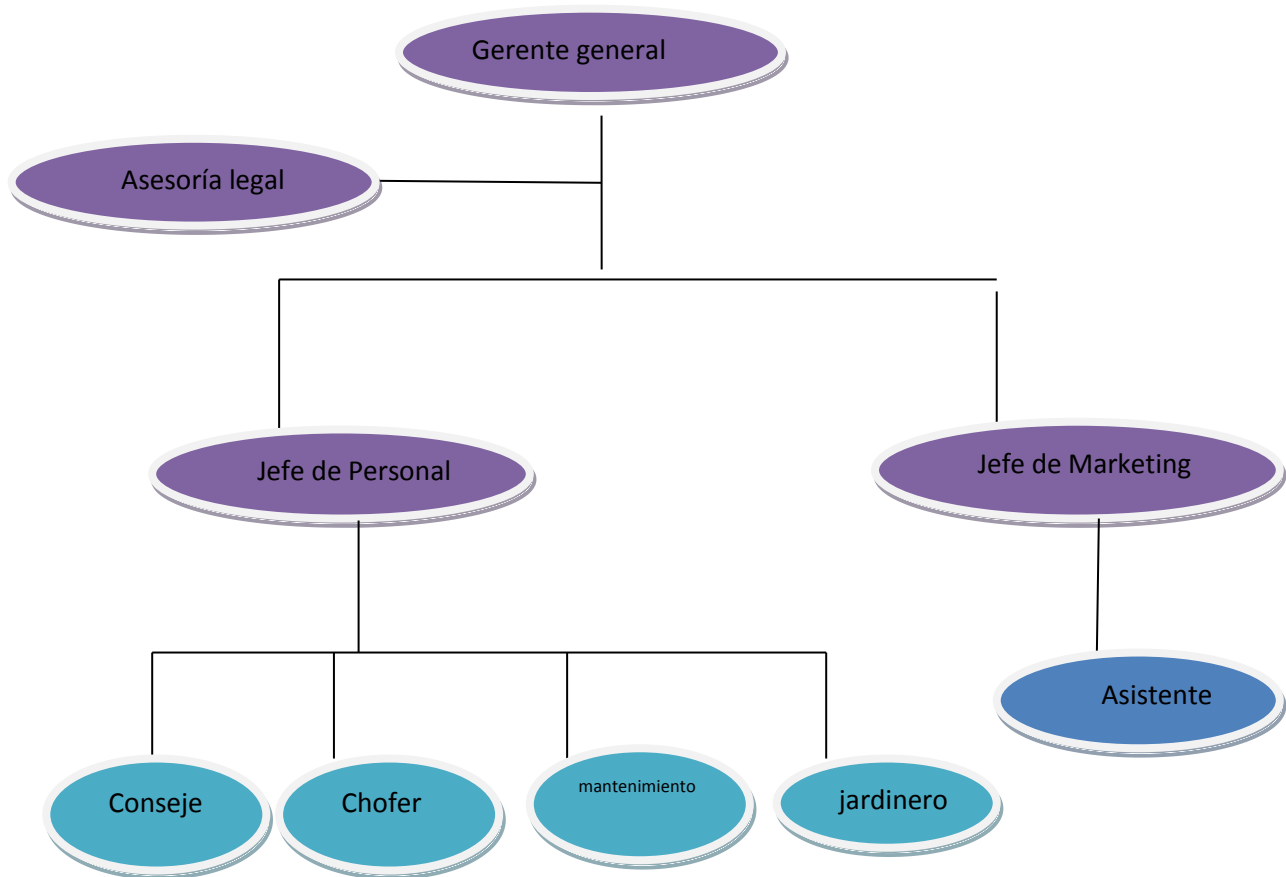 Gerente general
Asesoría legal
Jefe de Personal
Jefe de Marketing
Asistente
Conseje
Chofer
mantenimiento
jardinero